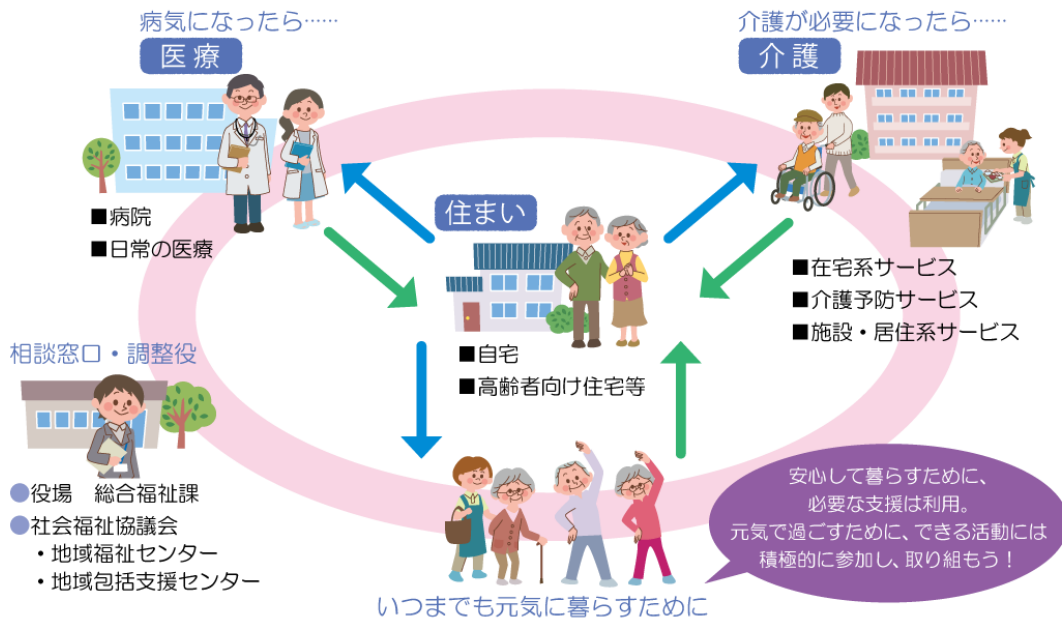 病気になったら……
医療
■病院
■日常の医療
介護が必要になったら……
介護
■在宅系サービス
■介護予防サービス
■施設・居住系サービス
住まい
■自宅
■高齢者向け住宅等
相談窓口・調整役
●役場　総合福祉課
●社会福祉協議会
・地域福祉センター
・地域包括支援センター
安心して暮らすために、
必要な支援は利用。
元気で過ごすために、できる活動には
積極的に参加し、取り組もう！
いつまでも元気に暮らすために